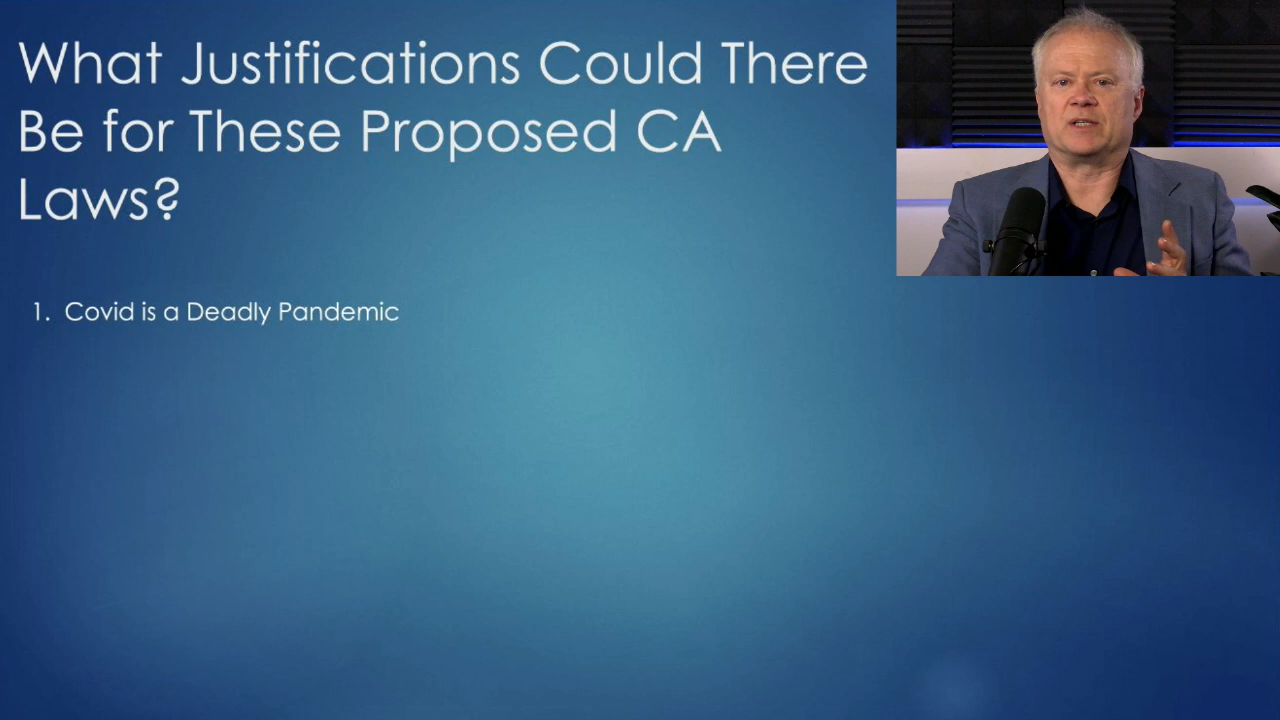 What Justifications Could There
Be for These Proposed CA
Laws?
1. Covid is a Deadly Pandemic